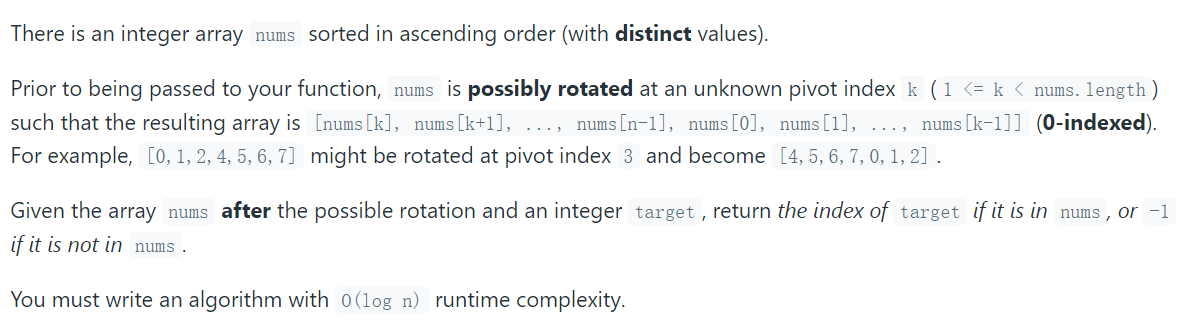 There is an integer array nums sorted in ascending order (with distinct values).
Prior to being passed to your function, nums is possibly rotated at an unknown pivot index k (1 <= k < nums.length)
such that the resulting array is [nums[k], nums[k+1], ..., nums[n-1], nums[0], nums[1], ..., nums[k-1]] (0-indexed).
For example, [0, 1, 2, 4, 5, 6, 7] might be rotated at pivot index 3 and become [4, 5, 6, 7, 0, 1, 2].
Given the array nums after the possible rotation and an integer target, return the index of target if it is in nums, or -1
if it is not in nums.
You must write an algorithm with O(log n) runtime complexity.